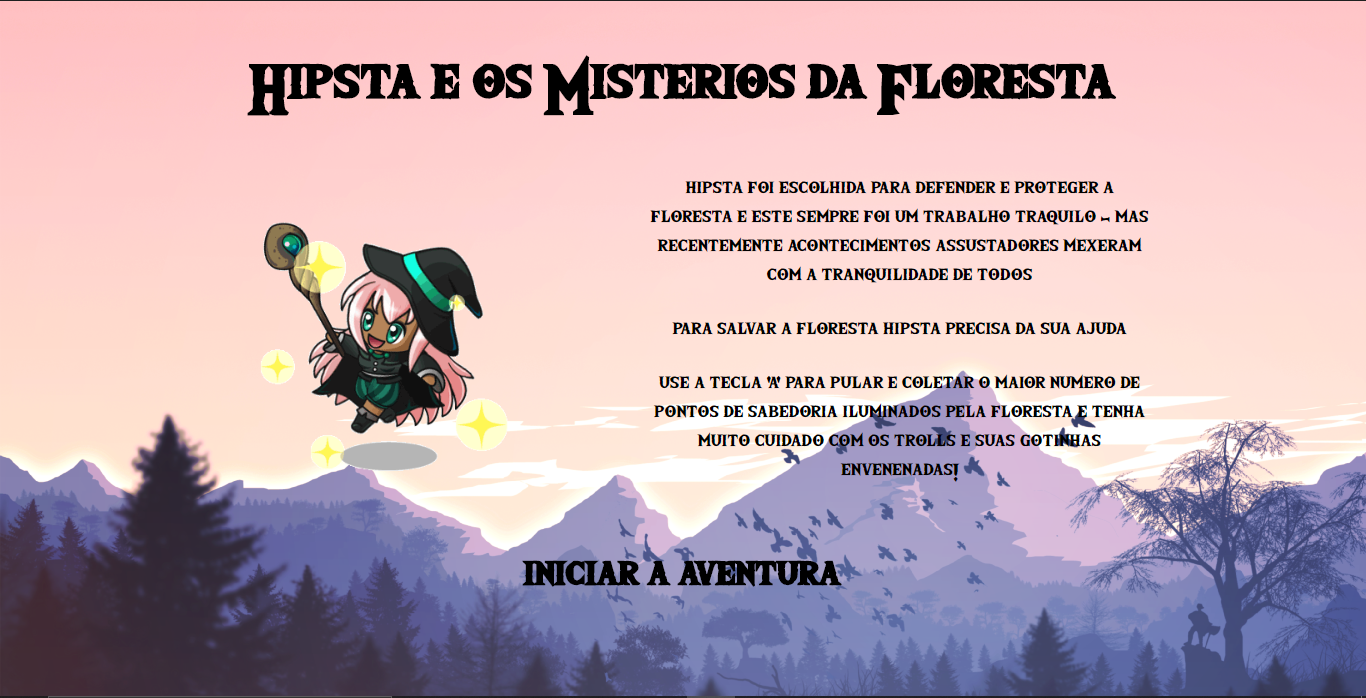 Hipsta e os Misterios da Floresta
Hipsta foi escolhida para defender e proteger a
floresta e este sempre foi um trabalho traquilo - mas
recentemente acontecimentos assustadores mexeram
com a tranquilidade de todos
Para salvar a floresta Hipsta precisa da sua ajuda
Use a tecla 'A' para pular e coletar o maior numero de
pontos de sabedoria iluminados pela floresta e tenha
muito cuidado com os trolls e suas gotinhas
envenenadas!
Iniciar a aventura